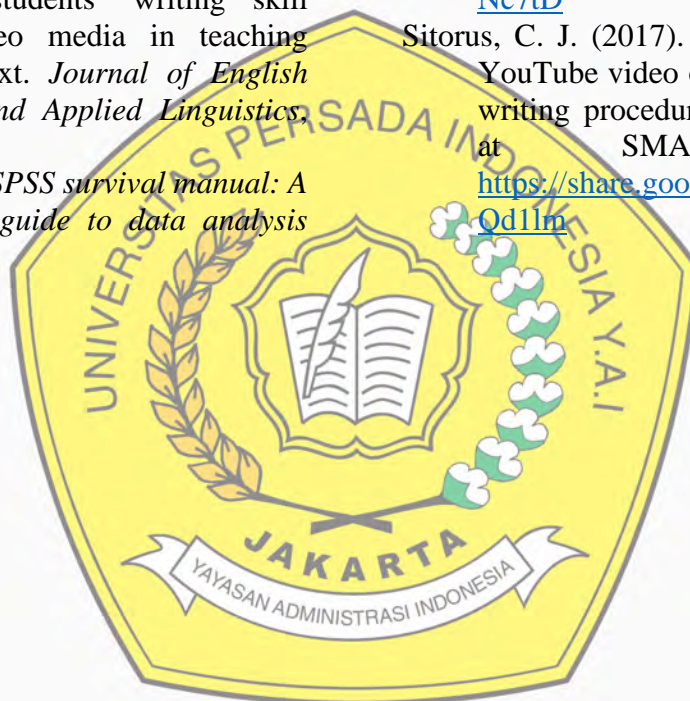 students' writing skill
eo media in teaching
xt. Journal of English
nd Applied Linguistics,
SPSS survival manual: A
guide to data analysis
Nc7tD
Sitorus, C. J. (2017).
YouTube video
writing procedur
at SMA
https://share.goo
Qd1lm
UNIVERSITAS PERSADA INDONESIA Y.A.I
JAKARTA
YAYASAN ADMINISTRASI INDONESIA